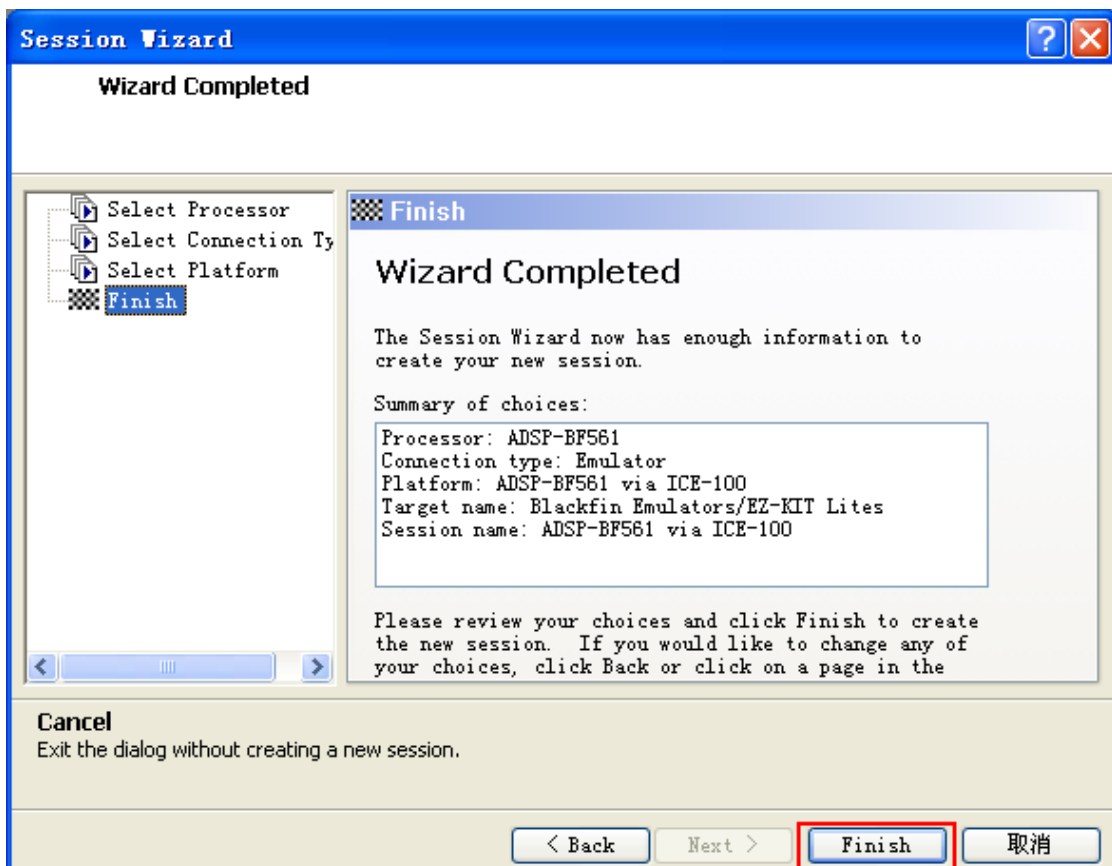 Session Wizard
Wizard Completed
Select Processor
Select Connection Ty
Select Platform
Finish
Finish
Wizard Completed
The Session Wizard now has enough information to
create your new session.
Summary of choices:
Processor: ADSP-BF561
Connection type: Emulator
Platform: ADSP-BF561 via ICE-100
Target name: Blackfin Emulators/EZ-KIT Lites
Session name: ADSP-BF561 via ICE-100
Please review your choices and click Finish to create
the new session. If you would like to change any of
your choices, click Back or click on a page in the
Cancel
Exit the dialog without creating a new session.
< Back Next > Finish 取消